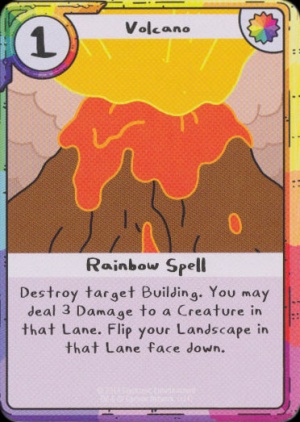 1
Volcano
Rainbow Spell
Destroy target Building. You may
deal 3 Damage to a Creature in
that Lane. Flip your Landscape in
that Lane face down.